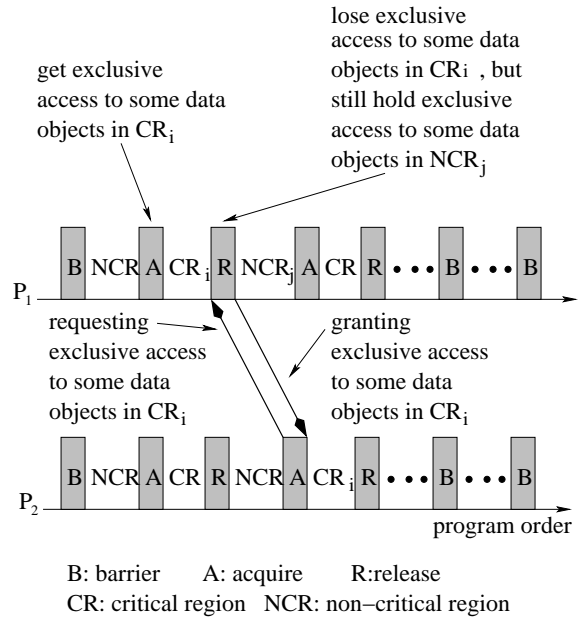 lose exclusive
access to some data
objects in CRi , but
still hold exclusive
access to some data
objects in NCRj
get exclusive
access to some data
objects in CRi
B NCR A CRi R NCRj A CR R • • • B • • • B
P1
requesting
exclusive access
to some data
objects in CRi
granting
exclusive access
to some data
objects in CRi
B NCR A CR R NCR A CRi R • • • B • • • B
P2
program order
B: barrier A: acquire R:release
CR: critical region NCR: non−critical region